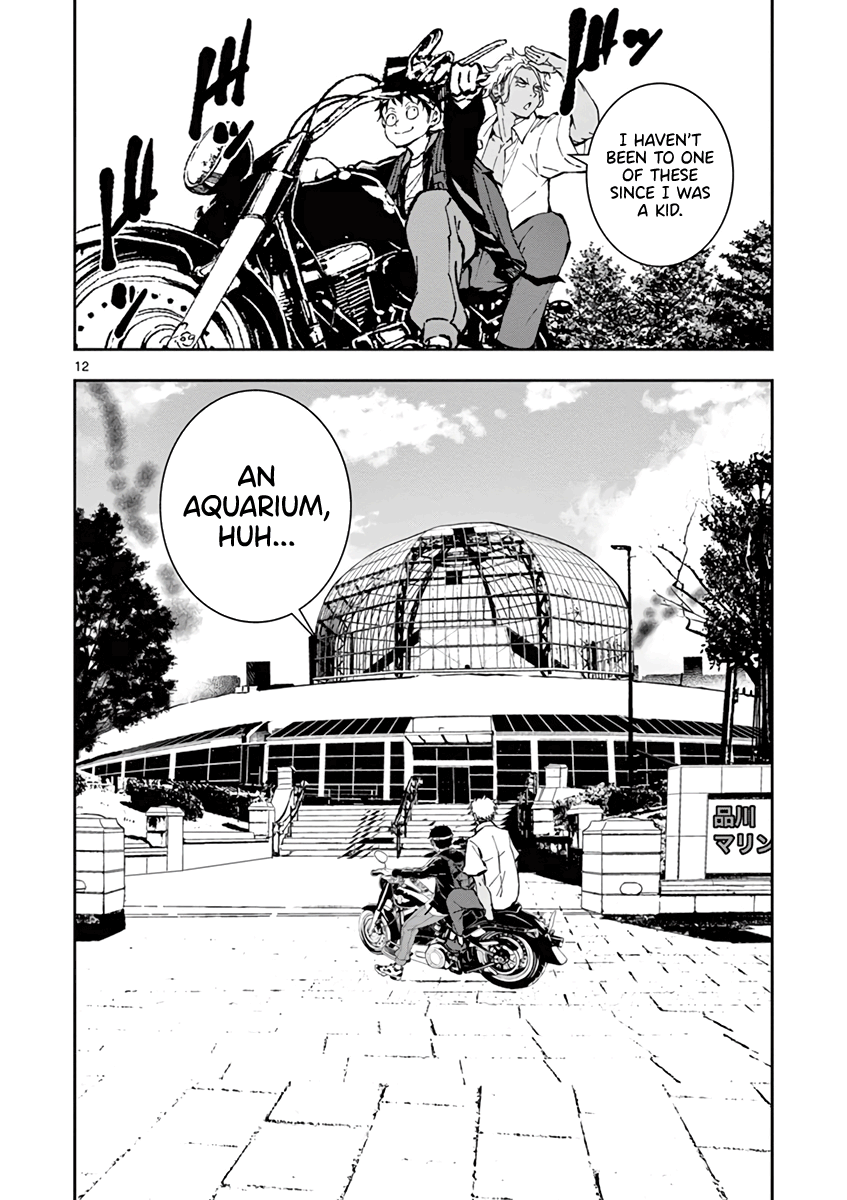 I HAVEN'T
BEEN TO ONE
OF THESE
SINCE I WAS
A KID.
12
AN
AQUARIUM,
HUH...
品川
マリン